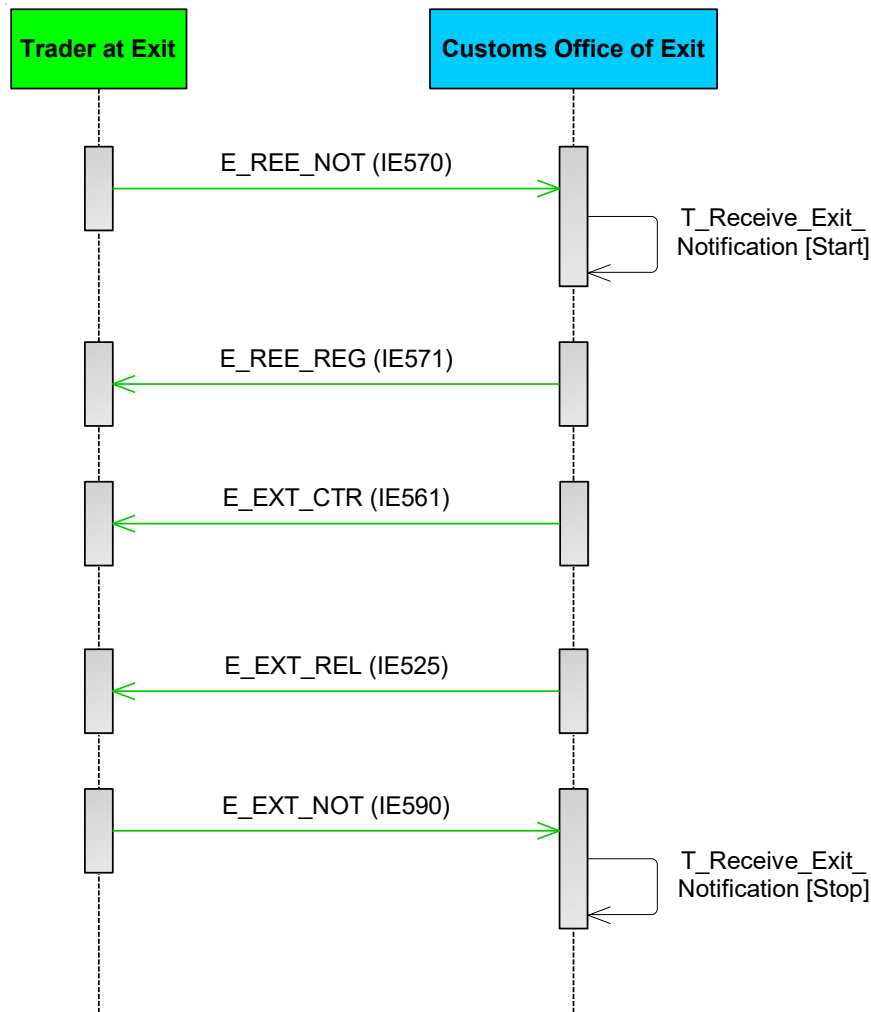 Trader at Exit
Customs Office of Exit
E_REE_NOT (IE570)
T_Receive_Exit_
Notification [Start]
E_REE_REG (IE571)
E_EXT_CTR (IE561)
E_EXT_REL (IE525)
E_EXT_NOT (IE590)
T_Receive_Exit_
Notification [Stop]